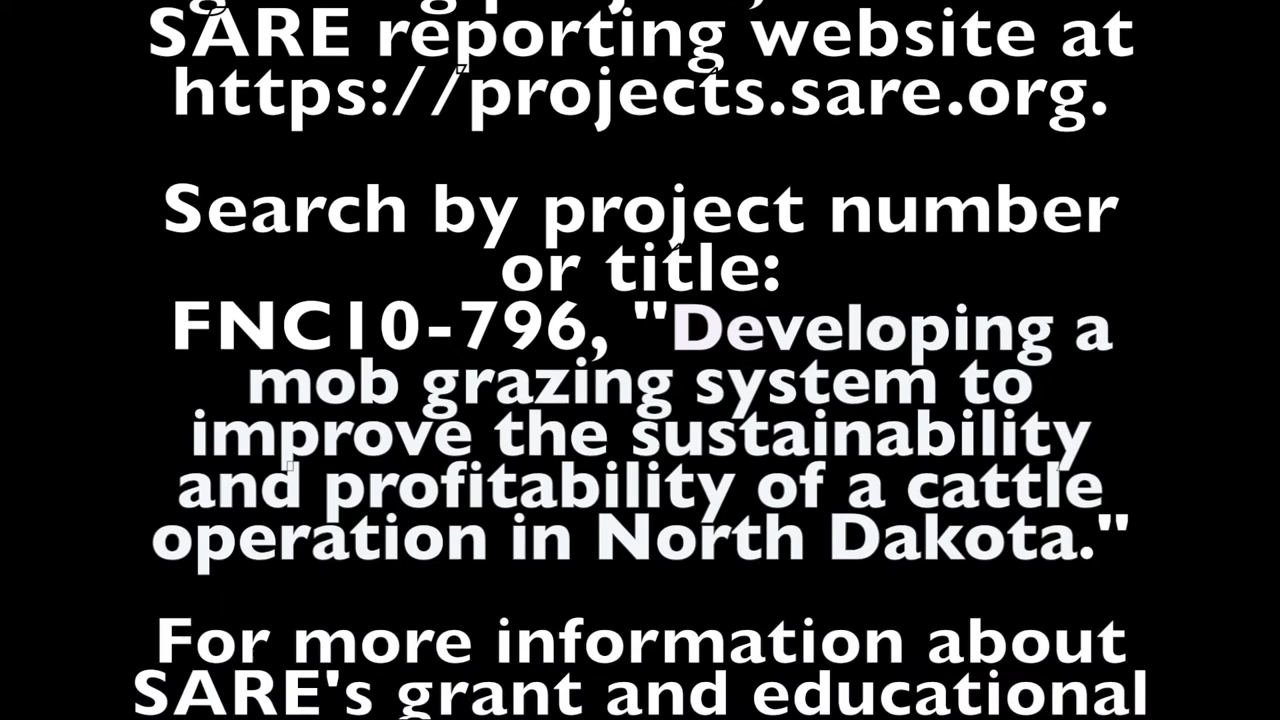 SARE reporting website at
https://projects.sare.org.
Search by project number
or title:
FNC10-796, "Developing a
mob grazing system to
improve the sustainability
and profitability of a cattle
operation in North Dakota."
For more information about
SARE's grant and educational